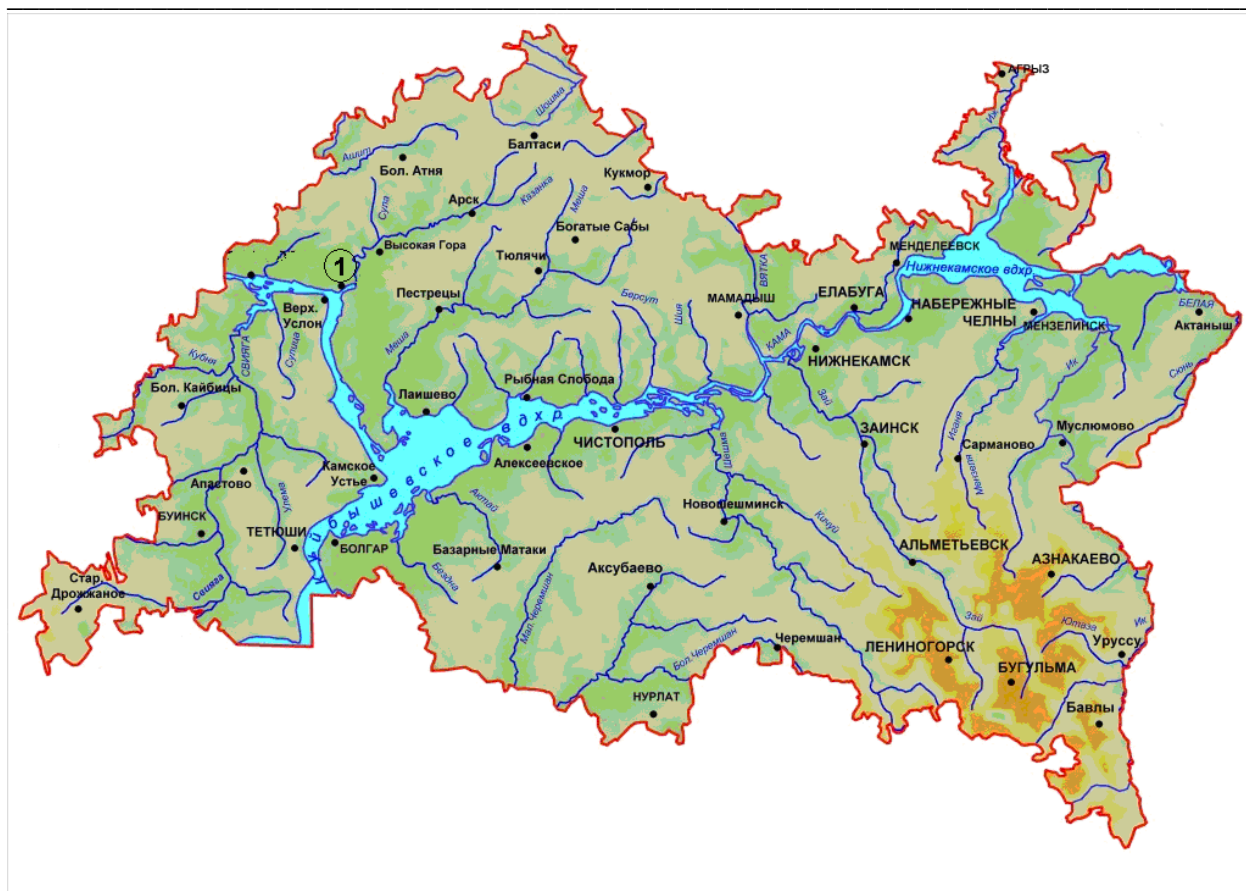 АГРЫЗ
Иж
Шошма
Балтаси
Ашит
Бол. Атня
Кукмор
Казанка
Меша
Арск
Сула
Богатые Сабы
Высокая Гора
Тюлячи
ВЯТКА
МЕНДЕЛЕЕВСК
Нижнекамское вдхр.
1
Верх.
Услон
Пестрецы
Берсут
Шия
МАМАДЫШ
ЕЛАБУГА
НАБЕРЕЖНЫЕ
ЧЕЛНЫ
МЕНЗЕЛИНСК
БЕЛАЯ
Актаныш
Сулица
СВИЯГА
Кубня
Меша
КАМА
НИЖНЕКАМСК
Ик
Сюнь
Бол. Кайбицы
Лаишево
Рыбная Слобода
Зай
ЧИСТОПОЛЬ
ЗАИНСК
Иганя
Сарманово
Муслюмово
Куйбышевское вдхр
Камское
Устье
Алексеевское
Шешма
Мензеля
Апастово
Улема
Актай
Новошешминск
Кичуй
БУИНСК
ТЕТЮШИ
БОЛГАР
Базарные Матаки
АЛЬМЕТЬЕВСК
АЗНАКАЕВО
Стар.
Дрожжаное
Свияга
Бездна
Аксубаево
Мал.Черемшан
Зай
Ютаза
Ик
Уруссу
Бол.Черемшан
Черемшан
ЛЕНИНОГОРСК
БУГУЛЬМА
НУРЛАТ
Бавлы